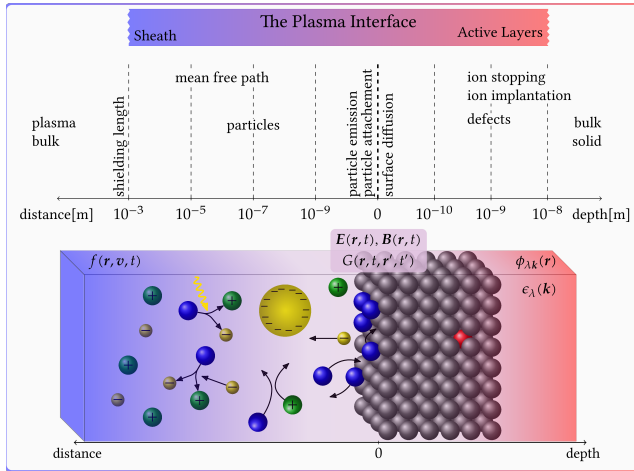 The Plasma Interface
Sheath
Active Layers
mean free path
ion stopping
ion implantation
defects
plasma
bulk
particles
bulk
solid
shielding length
particle emission
particle attachement
surface diffusion
distance[m] 10⁻³ 10⁻⁵ 10⁻⁷ 10⁻⁹ 0 10⁻¹⁰ 10⁻⁹ 10⁻⁸ depth[m]
E(r, t), B(r, t)
G(r, t, r′, t′)
f(r, v, t)
ϕλk(r)
ϵλ(k)
distance 0 depth